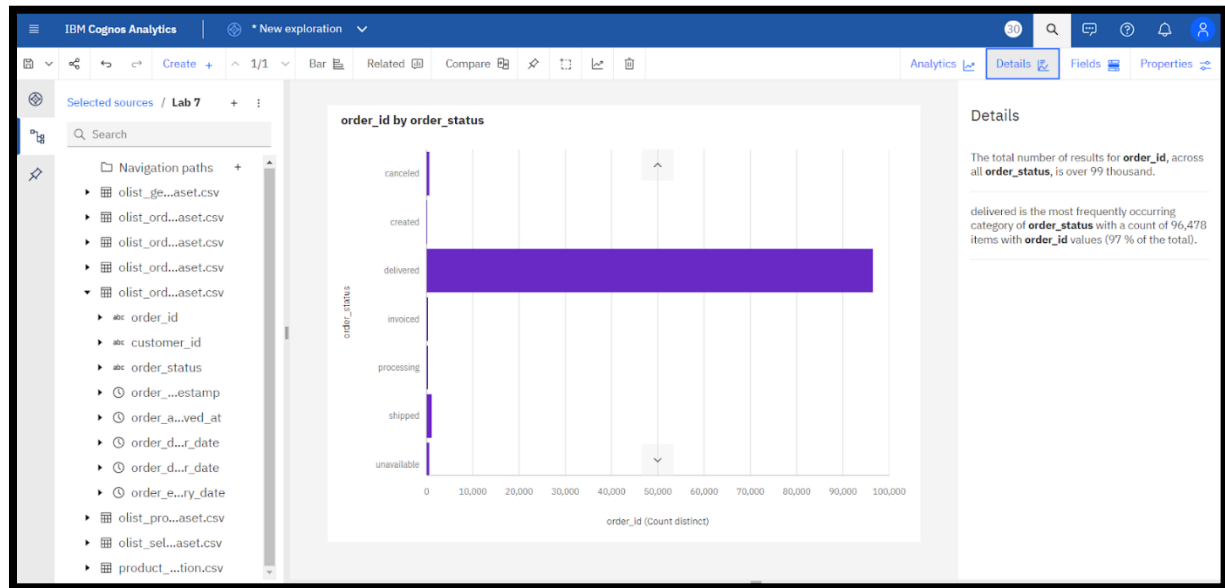 IBM Cognos Analytics
* New exploration
30
Create +
1/1
Bar
Related
Compare
Analytics
Details
Fields
Properties
Selected sources / Lab 7 +
Search
Navigation paths +
olist_ge...aset.csv
olist_ord...aset.csv
olist_ord...aset.csv
olist_ord...aset.csv
olist_ord...aset.csv
abc order_id
abc customer_id
abc order_status
order_...estamp
order_a...ved_at
order_d...r_date
order_d...r_date
order_e...ry_date
olist_pro...aset.csv
olist_sel...aset.csv
product_...tion.csv
order_id by order_status
order_status
canceled
created
delivered
invoiced
processing
shipped
unavailable
0 10,000 20,000 30,000 40,000 50,000 60,000 70,000 80,000 90,000 100,000
order_id (Count distinct)
Details
The total number of results for order_id, across
all order_status, is over 99 thousand.
delivered is the most frequently occurring
category of order_status with a count of 96,478
items with order_id values (97 % of the total).